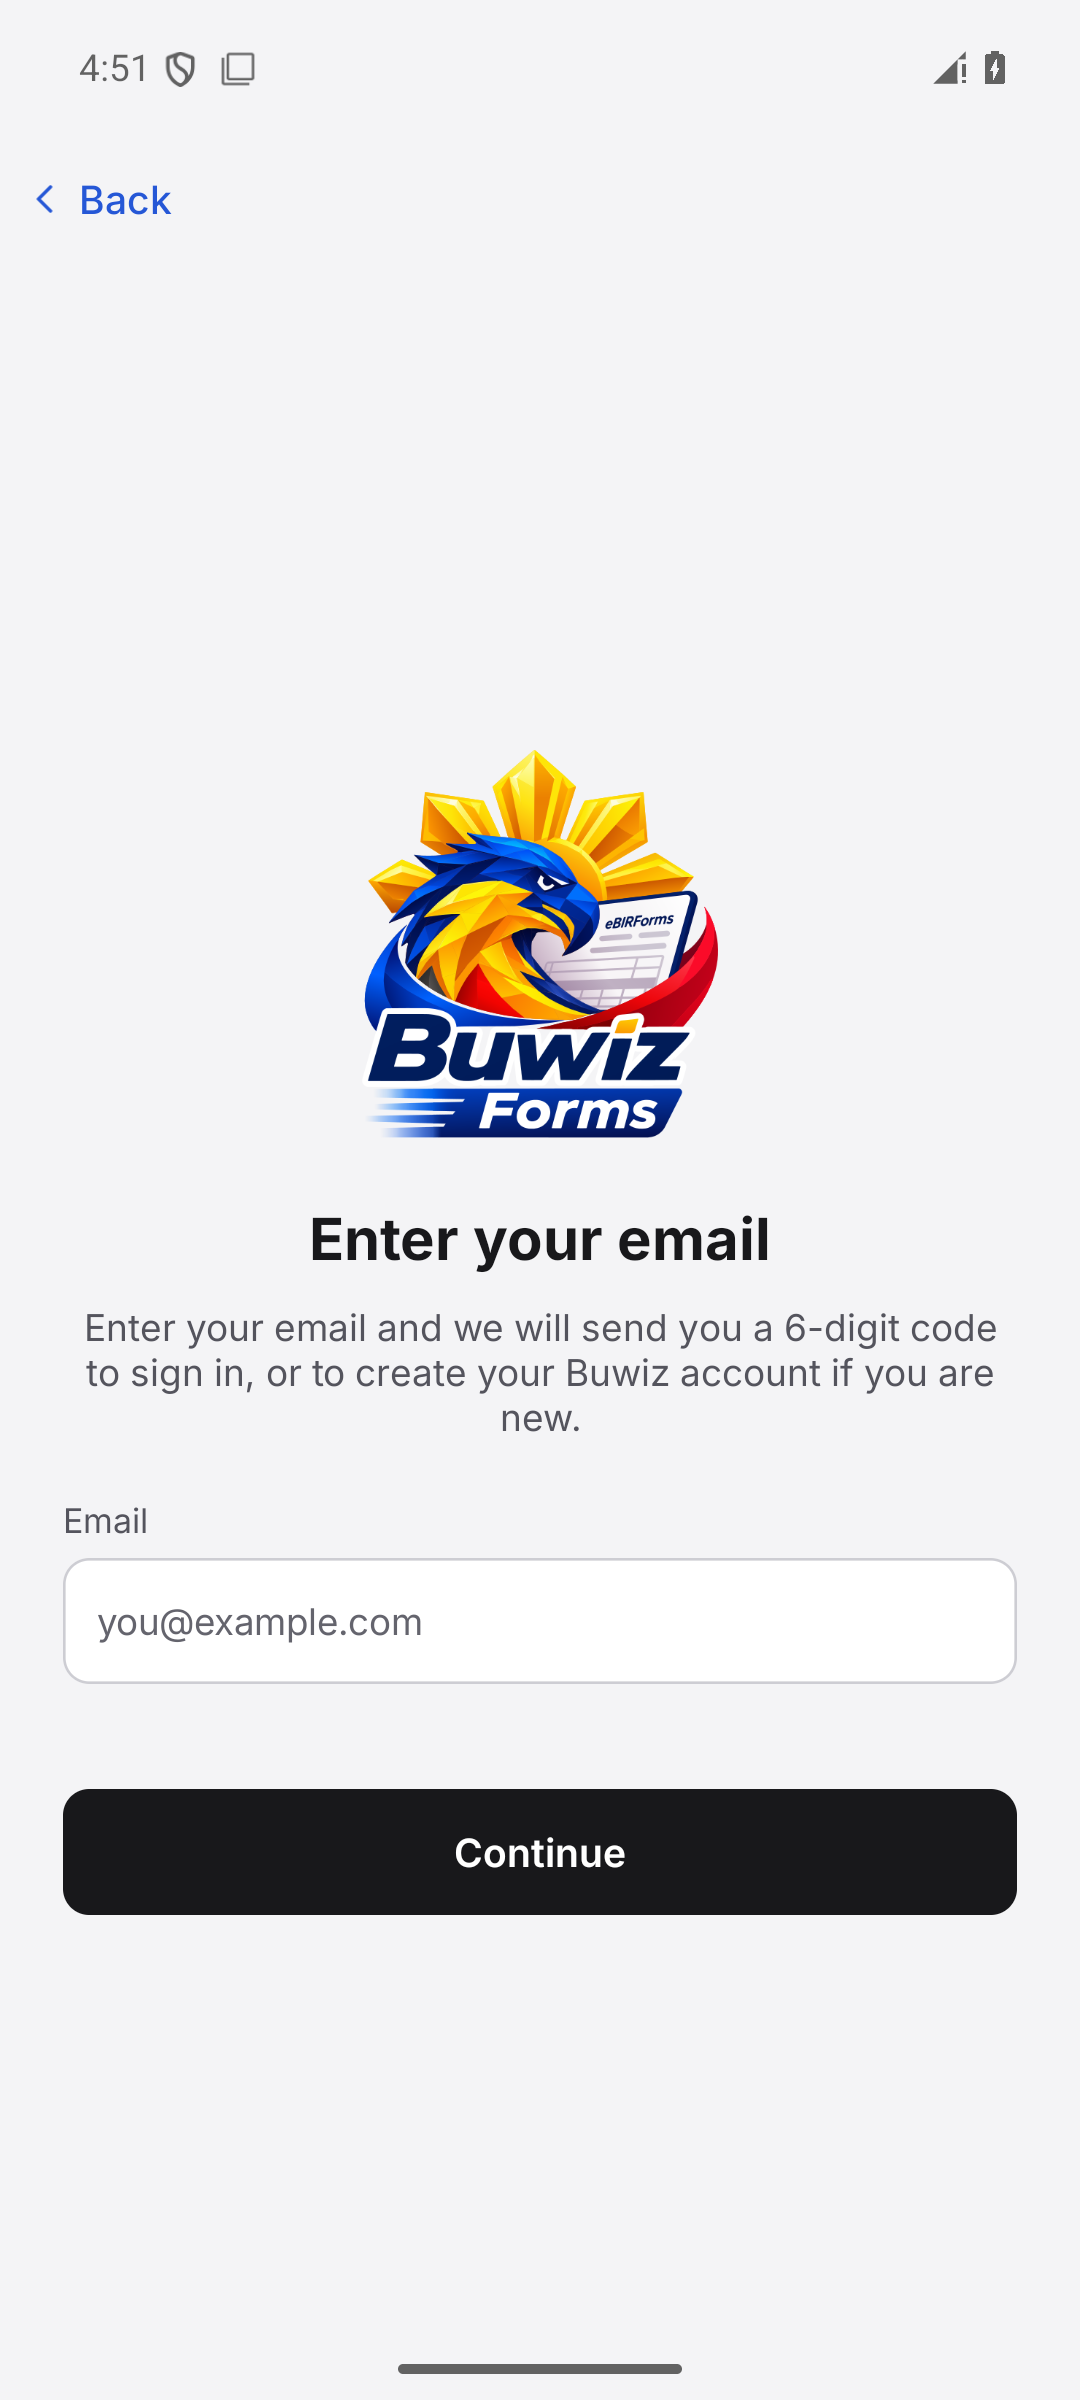 4:51
Back
eBIRForms
Buwiz
Forms
Enter your email
Enter your email and we will send you a 6-digit code
to sign in, or to create your Buwiz account if you are
new.
Email
you@example.com
Continue